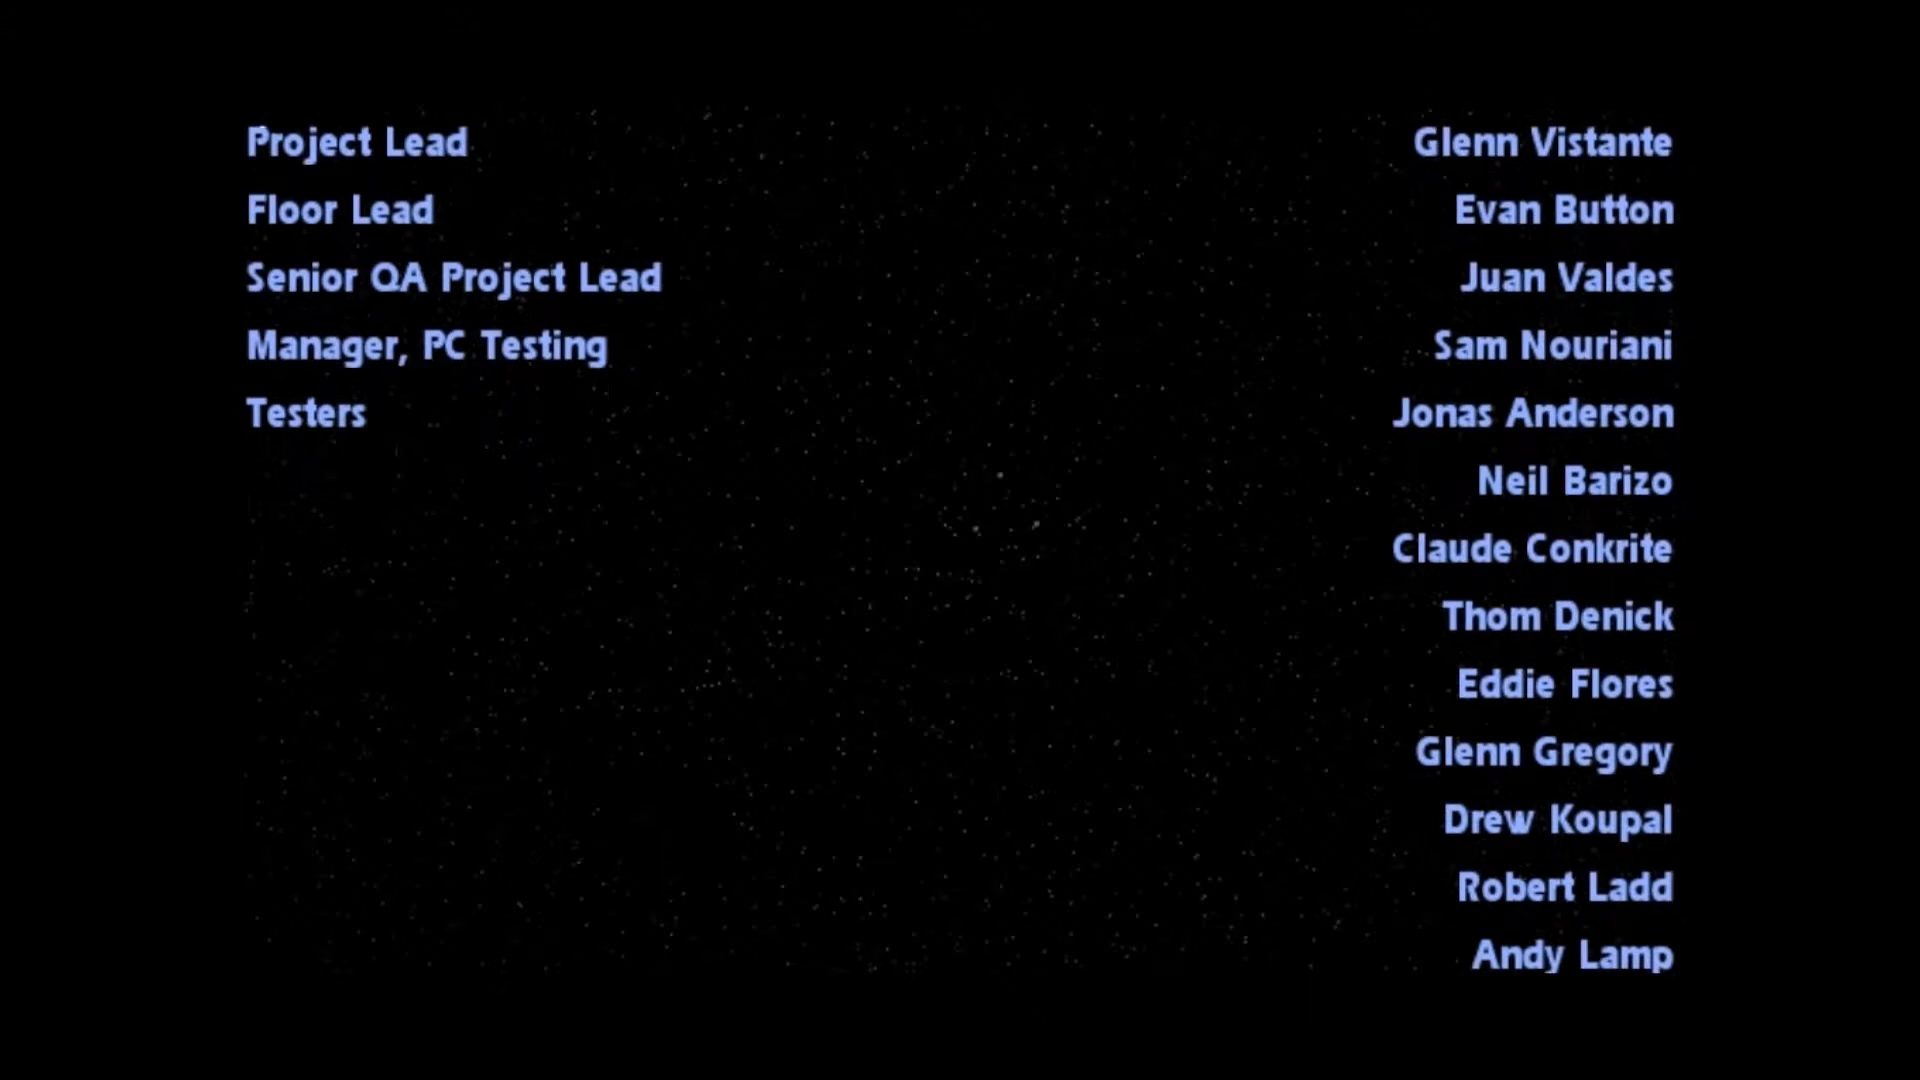 Project Lead Glenn Vistante
Floor Lead Evan Button
Senior QA Project Lead Juan Valdes
Manager, PC Testing Sam Nouriani
Testers Jonas Anderson
Neil Barizo
Claude Conkrite
Thom Denick
Eddie Flores
Glenn Gregory
Drew Koupal
Robert Ladd
Andy Lamp